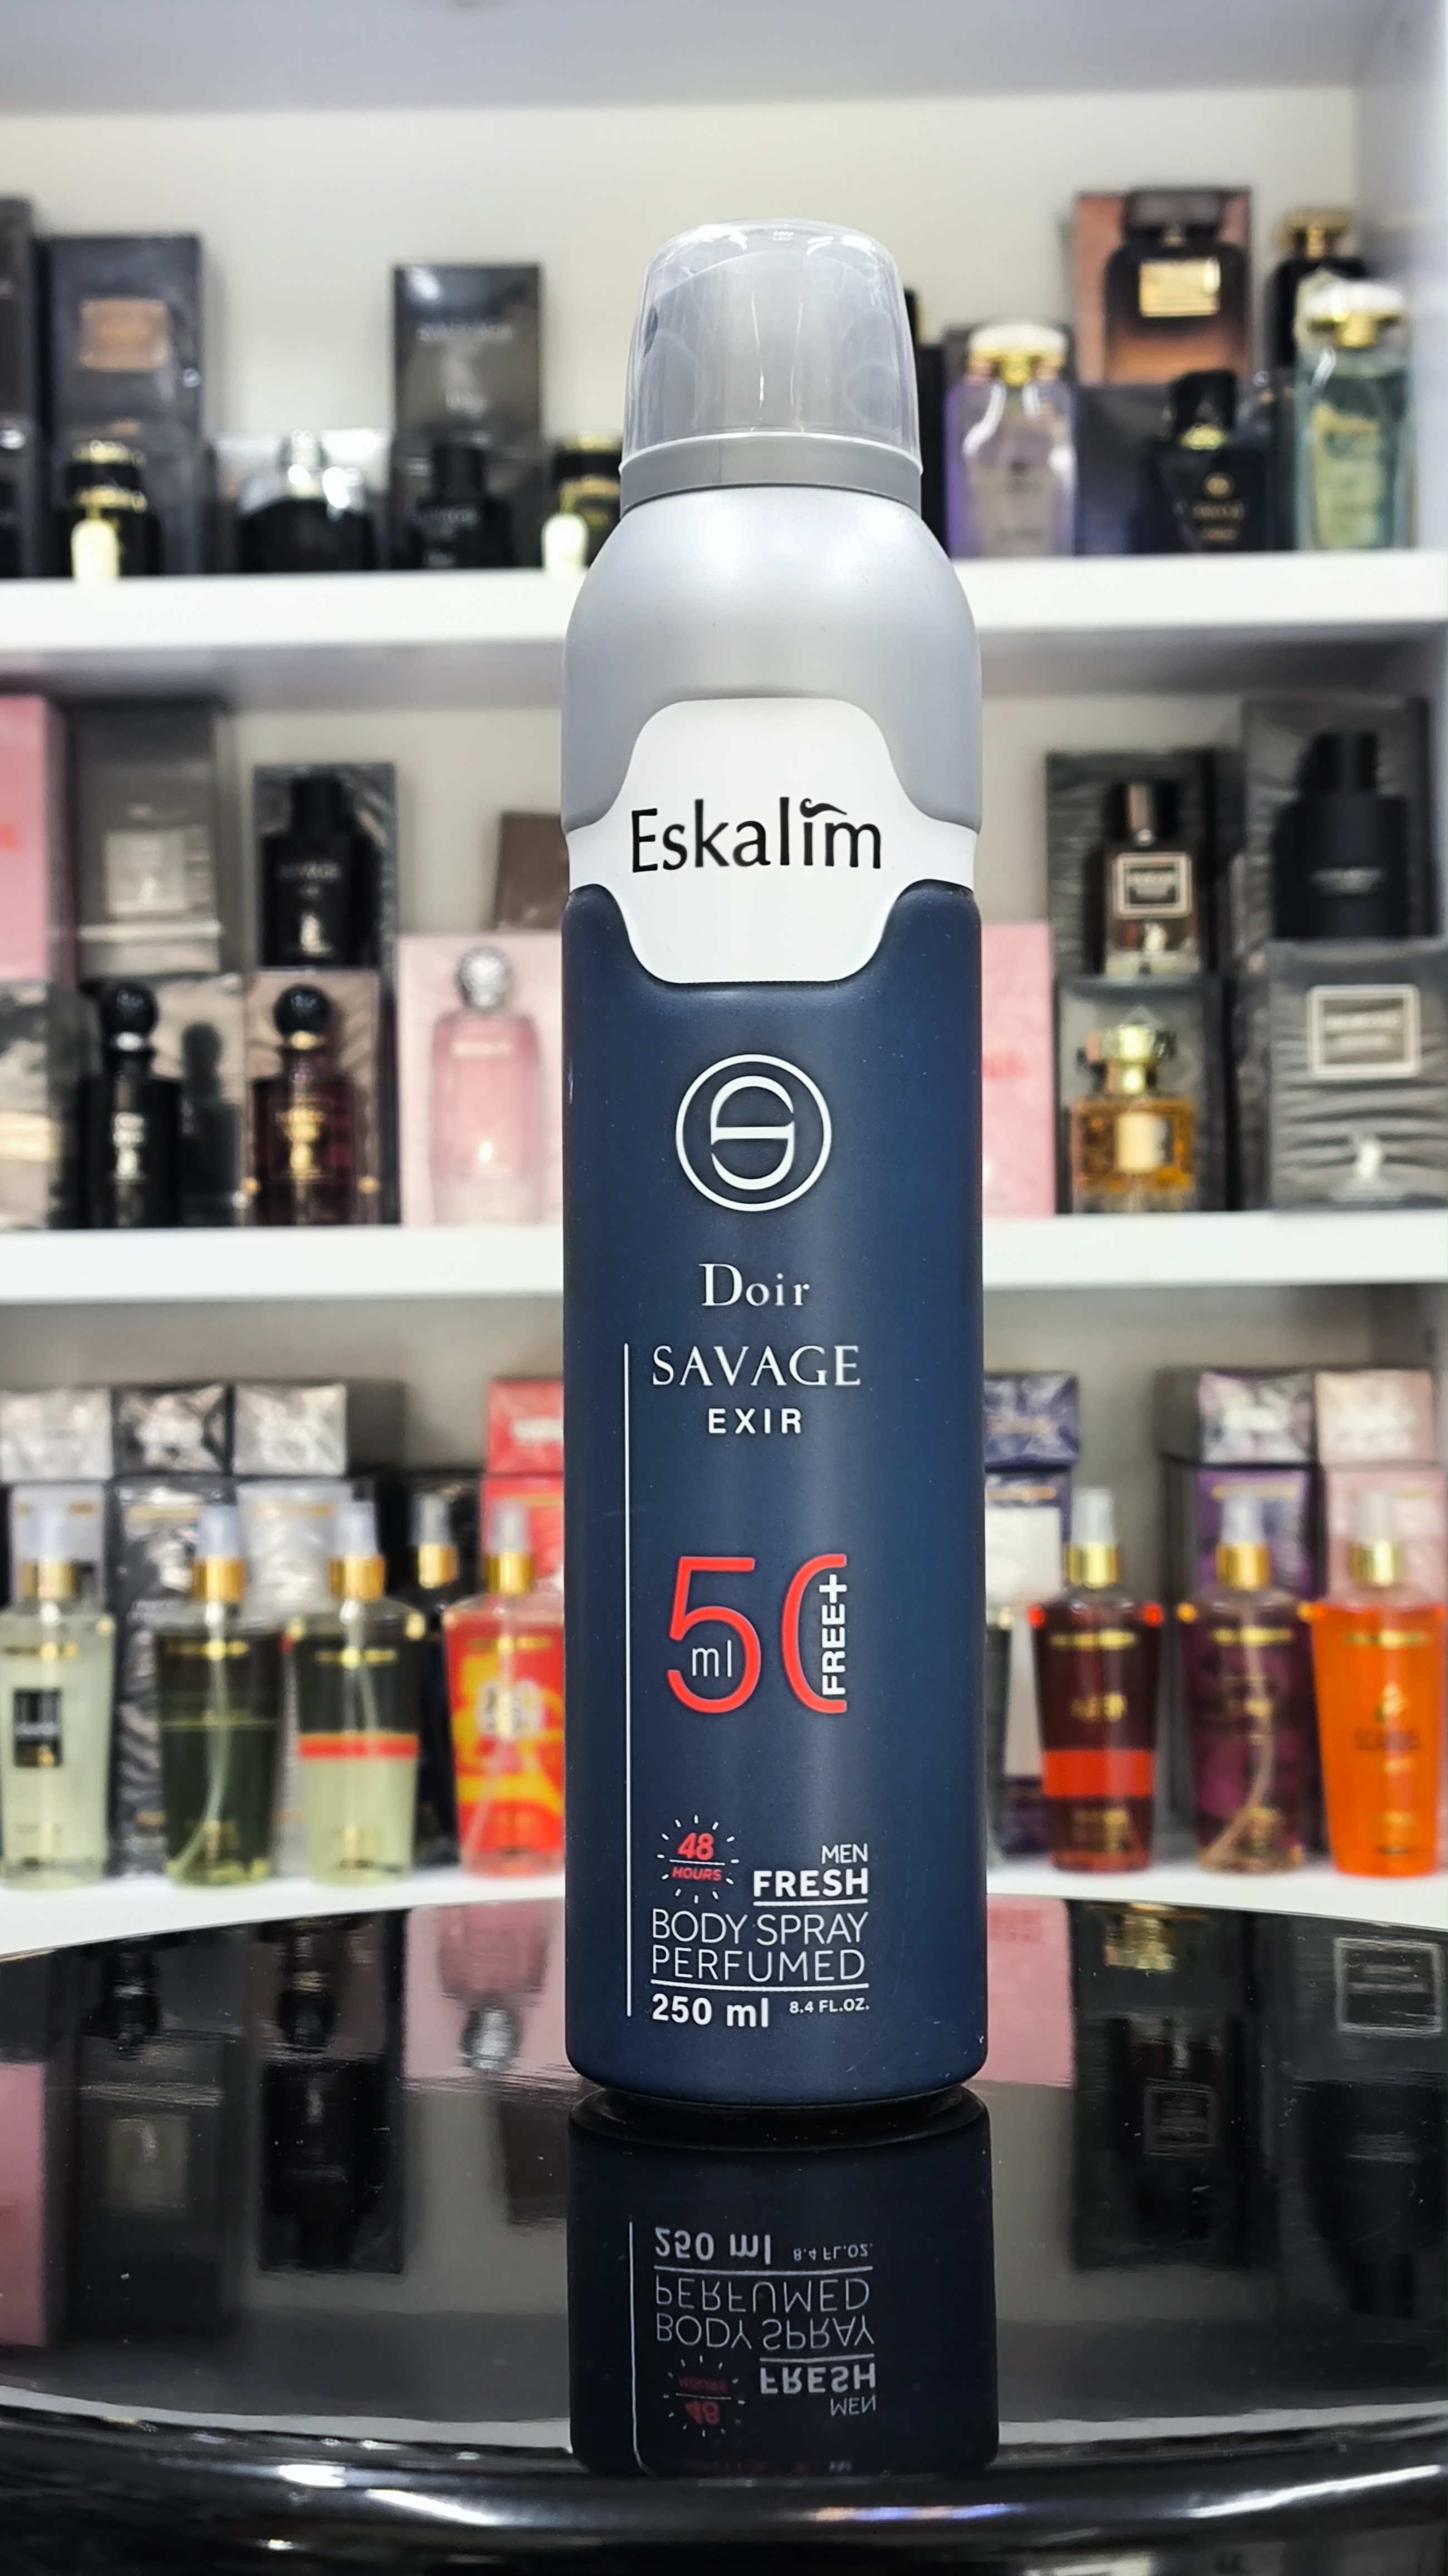 Eskalim
Doir
SAVAGE
EXIR
50
ml
FREE+
48
HOURS
MEN
FRESH
BODY SPRAY
PERFUMED
250 ml 8.4 FL.OZ.